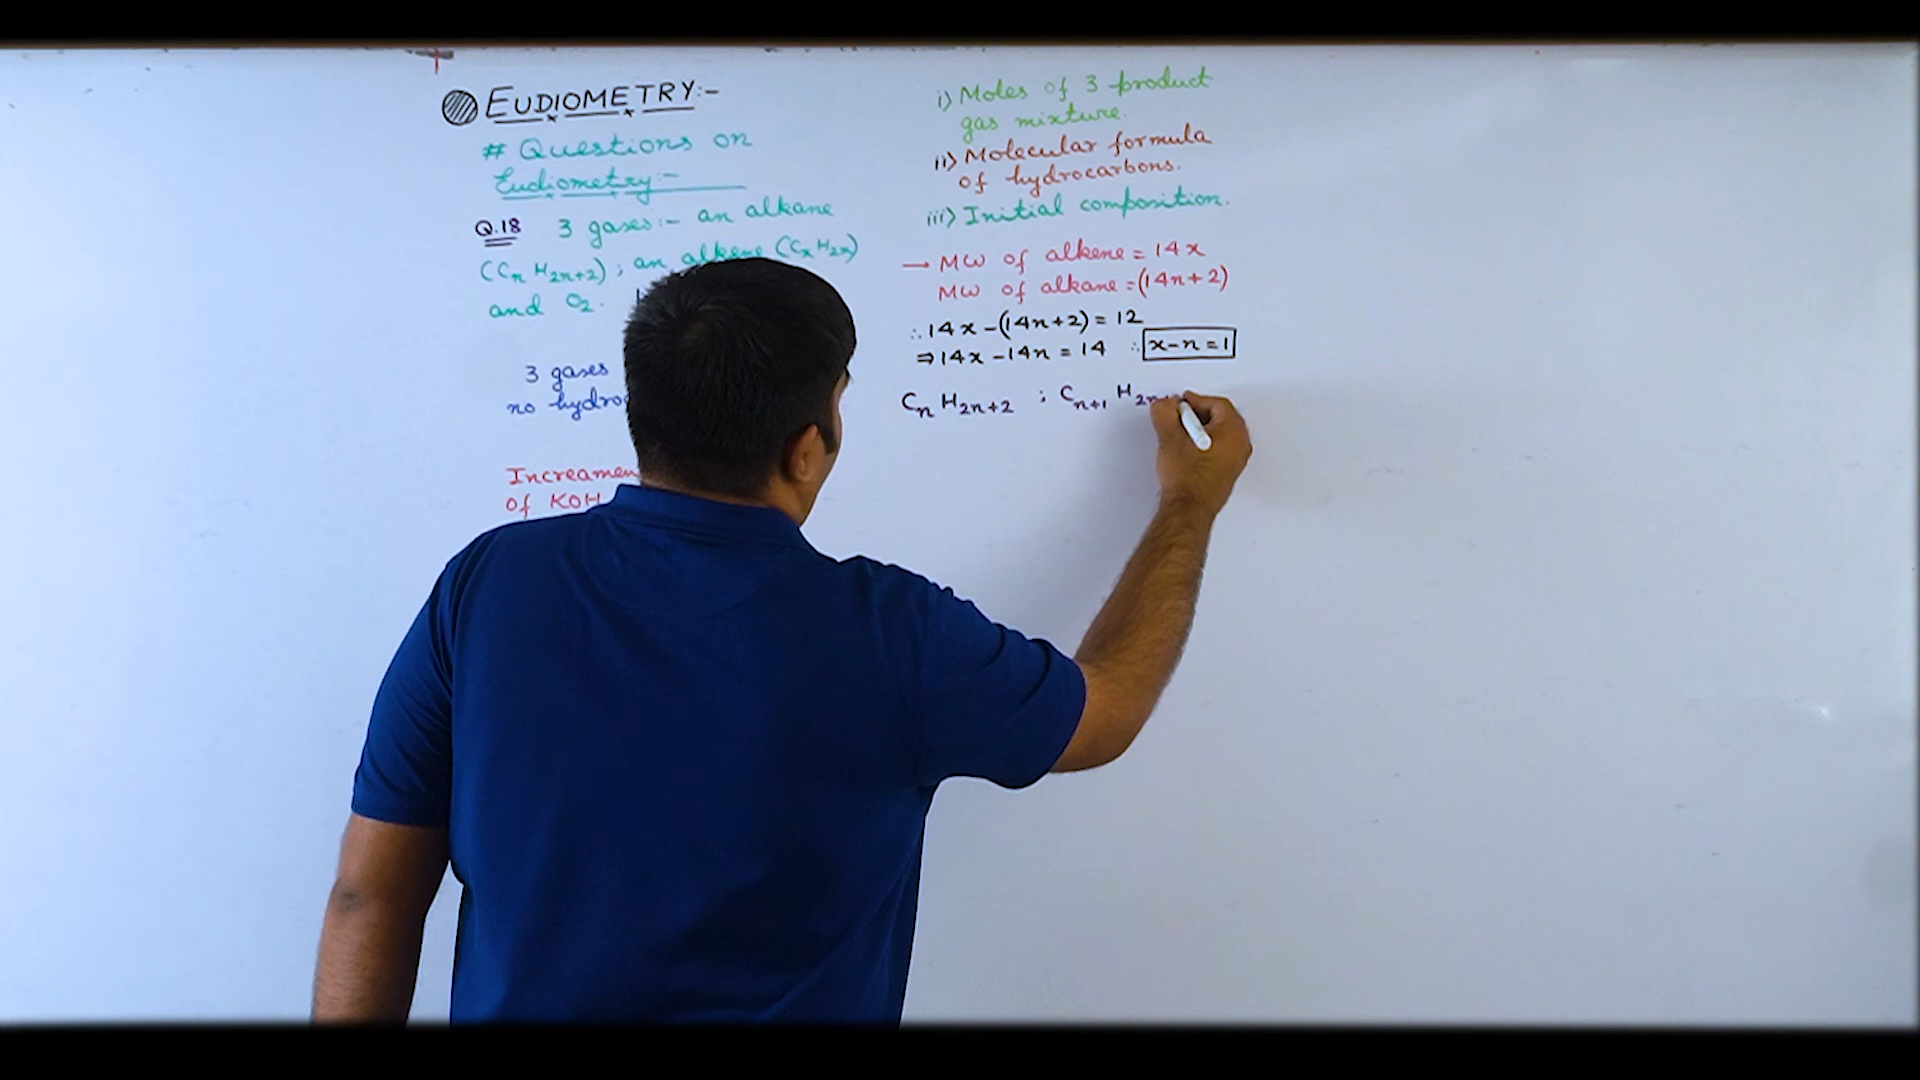 EUDIOMETRY:-
# Questions on
Eudiometry:-
Q.18 3 gases:- an alkane
(CnH2n+2); an alkene (CxH2x)
and O2.
3 gases
no hydroc
Increamen
of KOH
i) Moles of 3 product
gas mixture.
ii) Molecular formula
of hydrocarbons.
iii) Initial composition.
→ MW of alkene = 14x
MW of alkane = (14n+2)
∴ 14x-(14n+2) = 12
⇒ 14x-14n = 14 ∴ x-n=1
CnH2n+2 ; Cn+1H2n+